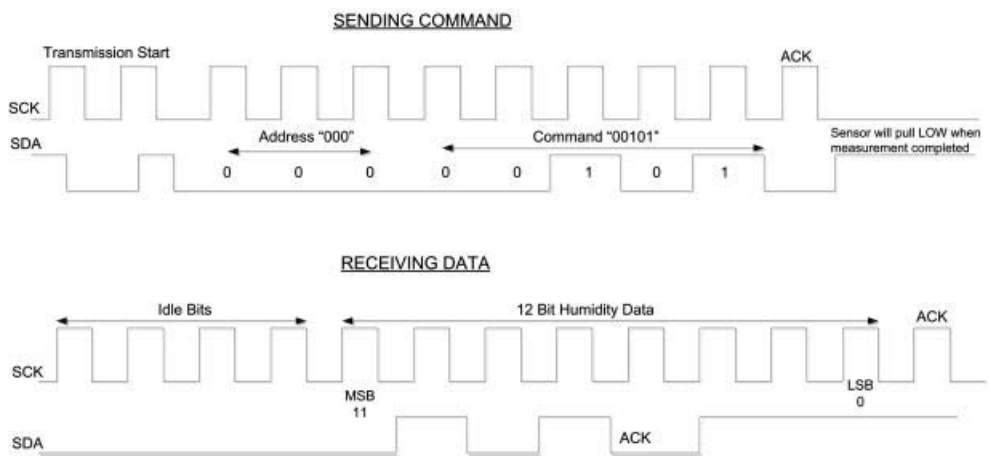 SENDING COMMAND
Transmission Start
ACK
SCK
SDA
Address “000”
Command “00101”
Sensor will pull LOW when
measurement completed
0 0 0 0 0 1 0 1
RECEIVING DATA
Idle Bits
12 Bit Humidity Data
ACK
SCK
MSB
11
LSB
0
SDA
ACK